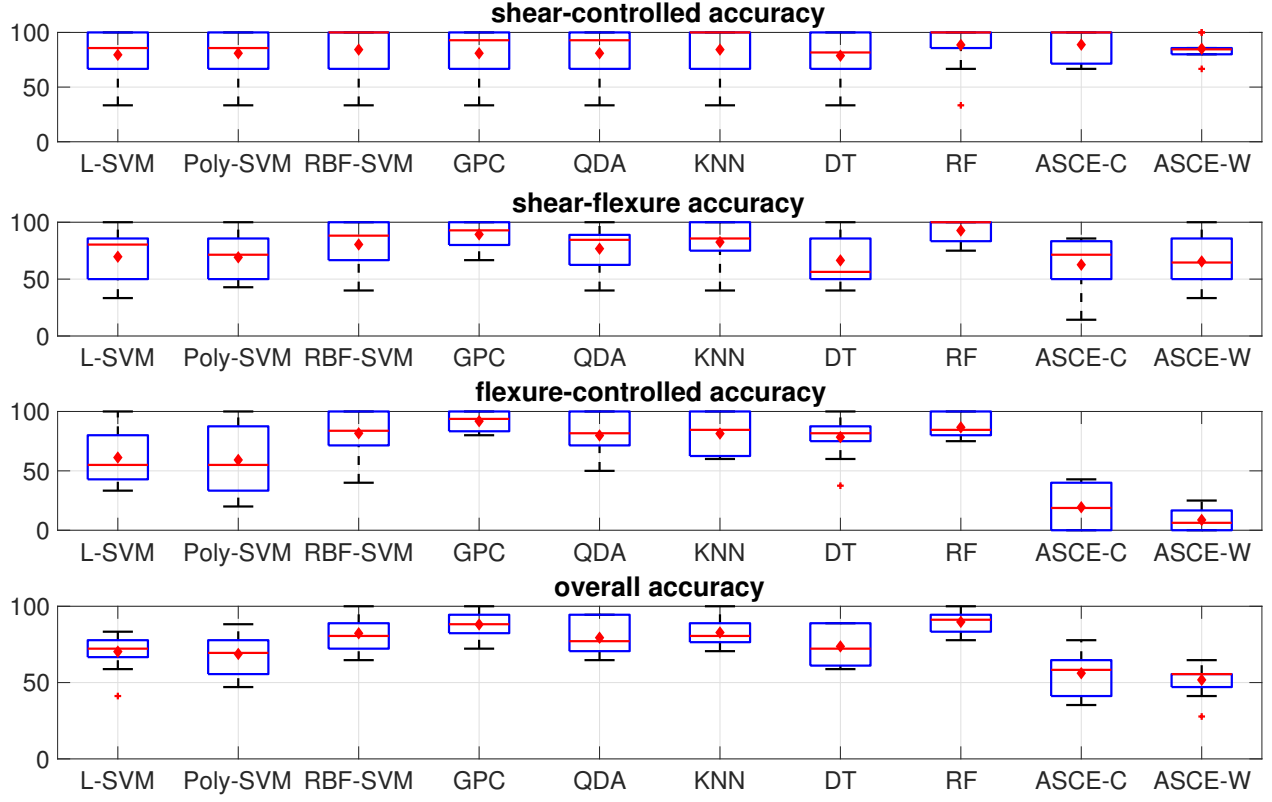 shear-controlled accuracy
100
50
0
L-SVM Poly-SVM RBF-SVM GPC QDA KNN DT RF ASCE-C ASCE-W
shear-flexure accuracy
100
50
0
L-SVM Poly-SVM RBF-SVM GPC QDA KNN DT RF ASCE-C ASCE-W
flexure-controlled accuracy
100
50
0
L-SVM Poly-SVM RBF-SVM GPC QDA KNN DT RF ASCE-C ASCE-W
overall accuracy
100
50
0
L-SVM Poly-SVM RBF-SVM GPC QDA KNN DT RF ASCE-C ASCE-W